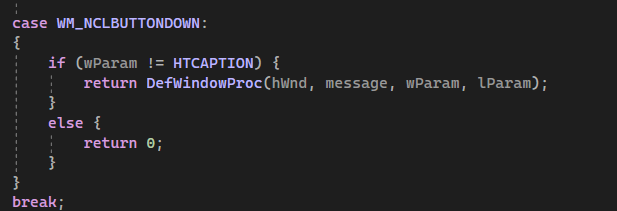 case WM_NCLBUTTONDOWN:
{
    if (wParam != HTCAPTION) {
        return DefWindowProc(hWnd, message, wParam, lParam);
    }
    else {
        return 0;
    }
}
break;